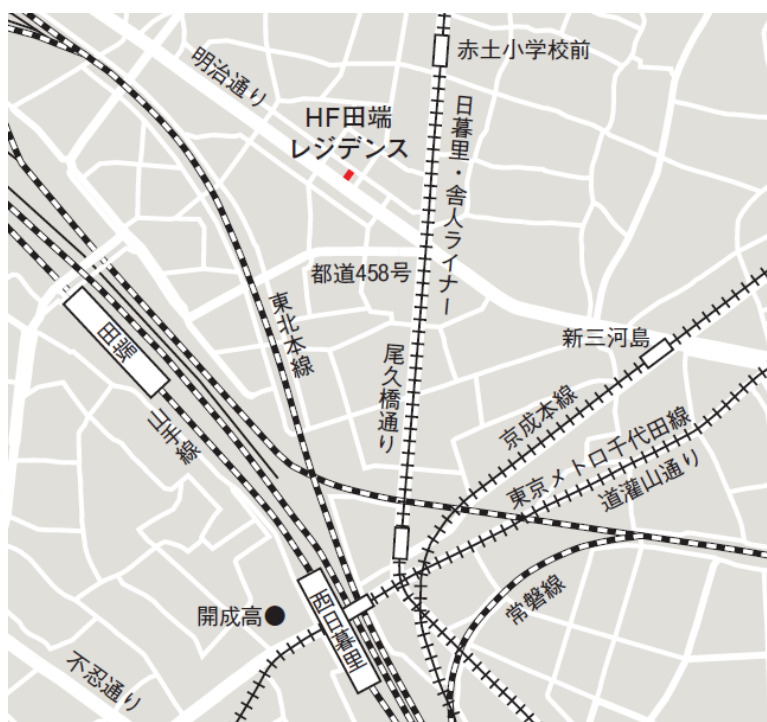 赤土小学校前
明治通り
HF田端
レジデンス
日暮里・舎人ライナー
都道458号
東北本線
田端
新三河島
尾久橋通り
京成本線
山手線
東京メトロ千代田線
道灌山通り
開成高
西日暮里
常磐線
不忍通り